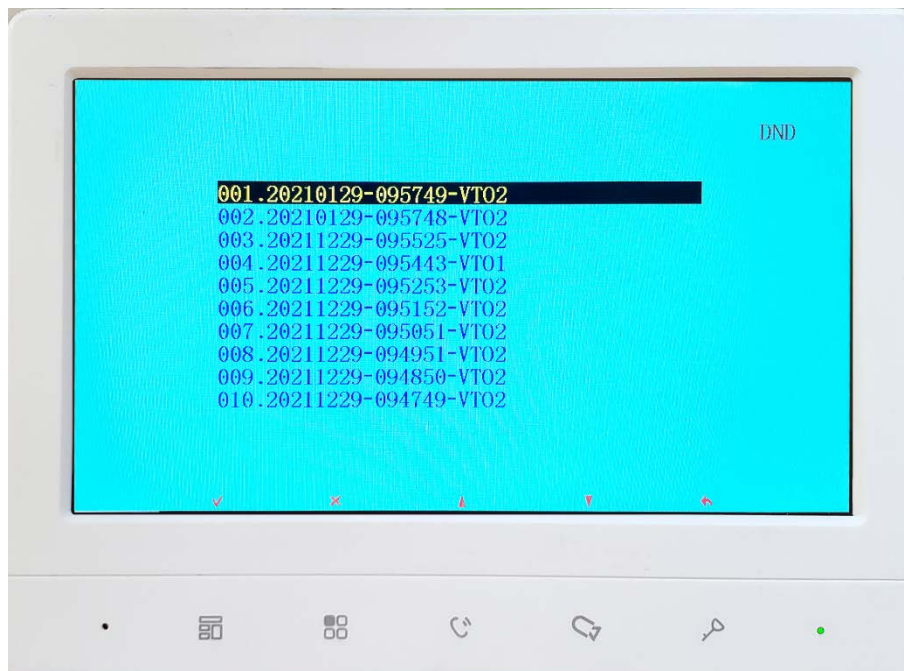 DND
001.20210129-095749-VTO2
002.20210129-095748-VTO2
003.20211229-095525-VTO2
004.20211229-095443-VTO1
005.20211229-095253-VTO2
006.20211229-095152-VTO2
007.20211229-095051-VTO2
008.20211229-094951-VTO2
009.20211229-094850-VTO2
010.20211229-094749-VTO2